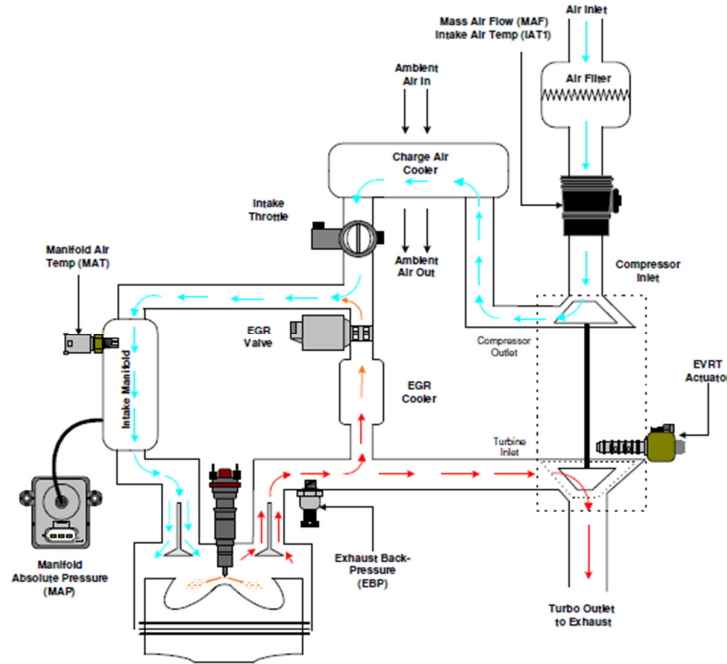 Air Inlet
Mass Air Flow (MAF)
Intake Air Temp (IAT1)
Air Filter
Ambient
Air In
Charge Air
Cooler
Intake
Throttle
Manifold Air
Temp (MAT)
Ambient
Air Out
Compressor
Inlet
EGR
Valve
Compressor
Outlet
EVRT
Actuator
Intake Manifold
EGR
Cooler
Turbine
Inlet
Exhaust Back-
Pressure
(EBP)
Manifold
Absolute Pressure
(MAP)
Turbo Outlet
to Exhaust